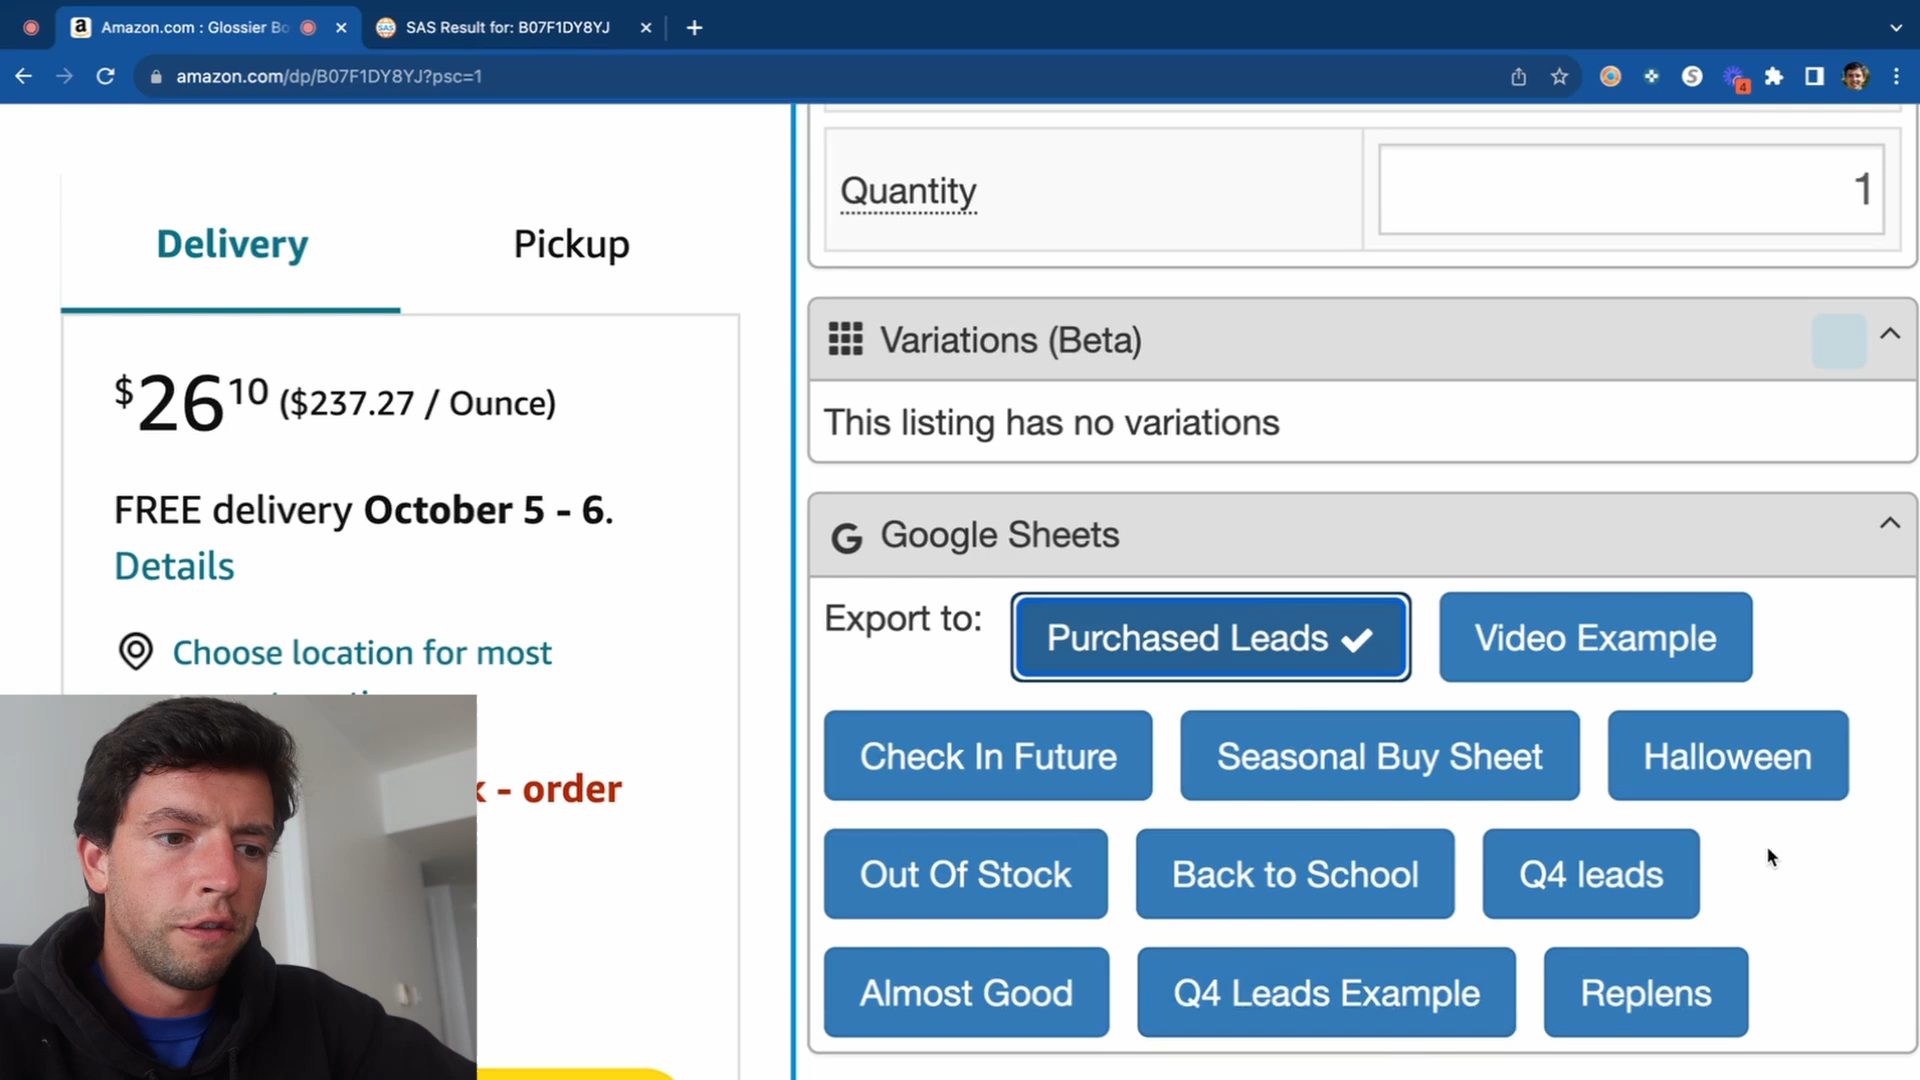 Amazon.com : Glossier Bo
SAS Result for: B07F1DY8YJ
amazon.com/dp/B07F1DY8YJ?psc=1
4
Delivery
Pickup
$26 10 ($237.27 / Ounce)
FREE delivery October 5 - 6.
Details
Choose location for most
- order
Quantity
1
Variations (Beta)
This listing has no variations
Google Sheets
Export to:
Purchased Leads
Video Example
Check In Future
Seasonal Buy Sheet
Halloween
Out Of Stock
Back to School
Q4 leads
Almost Good
Q4 Leads Example
Replens